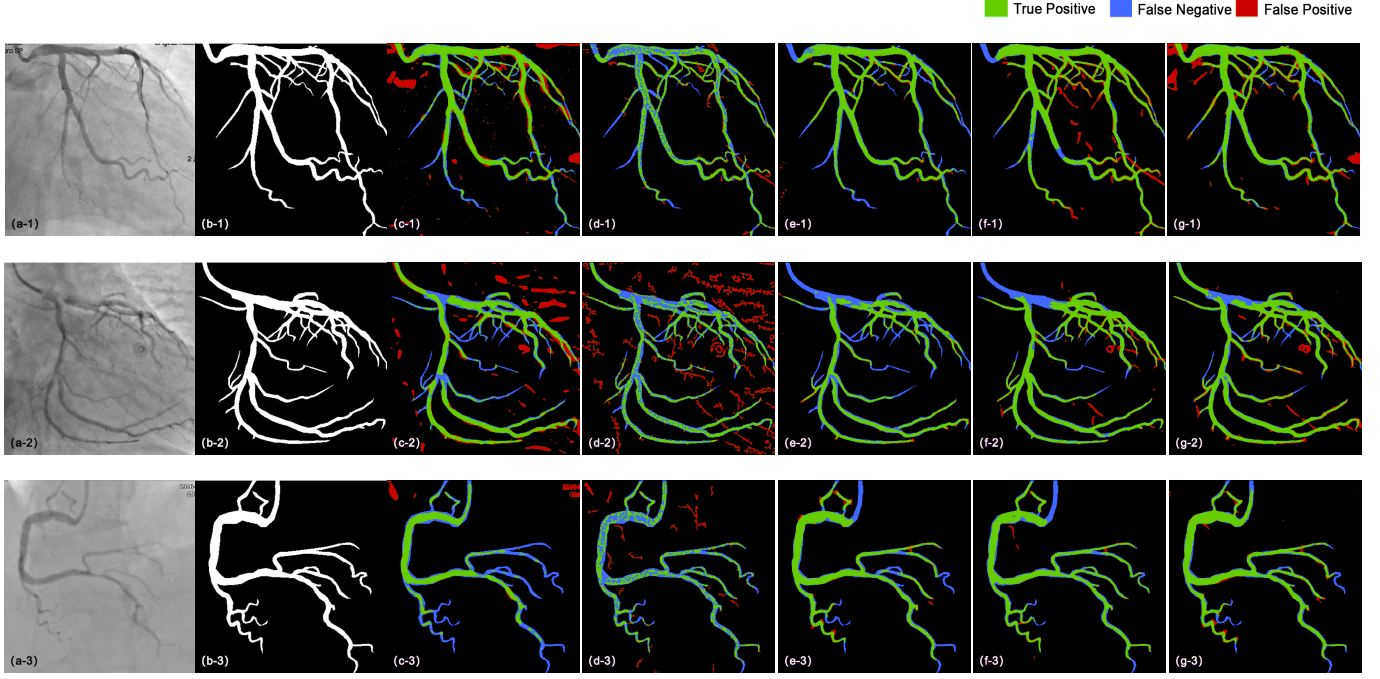 True Positive False Negative False Positive
(a-1) (b-1) (c-1) (d-1) (e-1) (f-1) (g-1)
(a-2) (b-2) (c-2) (d-2) (e-2) (f-2) (g-2)
(a-3) (b-3) (c-3) (d-3) (e-3) (f-3) (g-3)